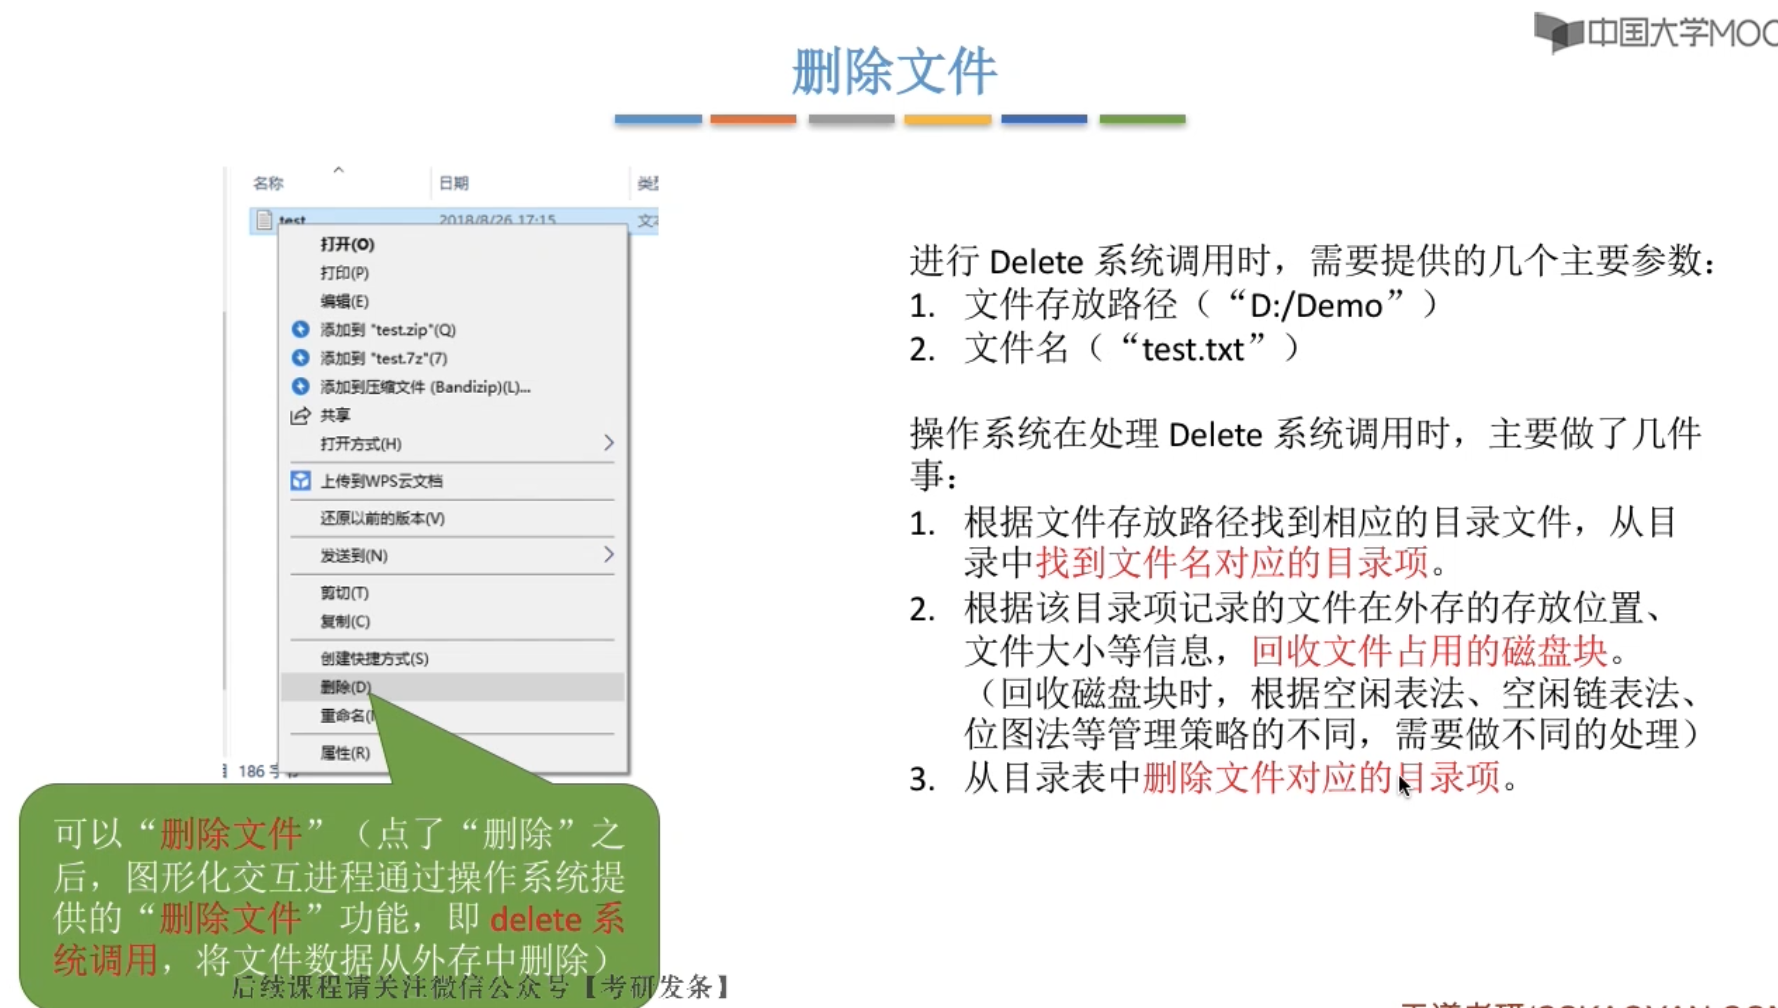 中国大学MOOC
删除文件
名称 日期 类型
test 2018/8/26 17:15 文本
打开(O)
打印(P)
编辑(E)
添加到 "test.zip"(Q)
添加到 "test.7z"(7)
添加到压缩文件 (Bandizip)(L)...
共享
打开方式(H)
上传到WPS云文档
还原以前的版本(V)
发送到(N)
剪切(T)
复制(C)
创建快捷方式(S)
删除(D)
重命名(
属性(R)
186 字节
可以“删除文件”（点了“删除”之
后，图形化交互进程通过操作系统提
供的“删除文件”功能，即 delete 系
统调用，将文件数据从外存中删除）
进行 Delete 系统调用时，需要提供的几个主要参数：
1. 文件存放路径（“D:/Demo”）
2. 文件名（“test.txt”）
操作系统在处理 Delete 系统调用时，主要做了几件
事：
1. 根据文件存放路径找到相应的目录文件，从目
录中找到文件名对应的目录项。
2. 根据该目录项记录的文件在外存的存放位置、
文件大小等信息，回收文件占用的磁盘块。
（回收磁盘块时，根据空闲表法、空闲链表法、
位图法等管理策略的不同，需要做不同的处理）
3. 从目录表中删除文件对应的目录项。
后续课程请关注微信公众号【考研发条】